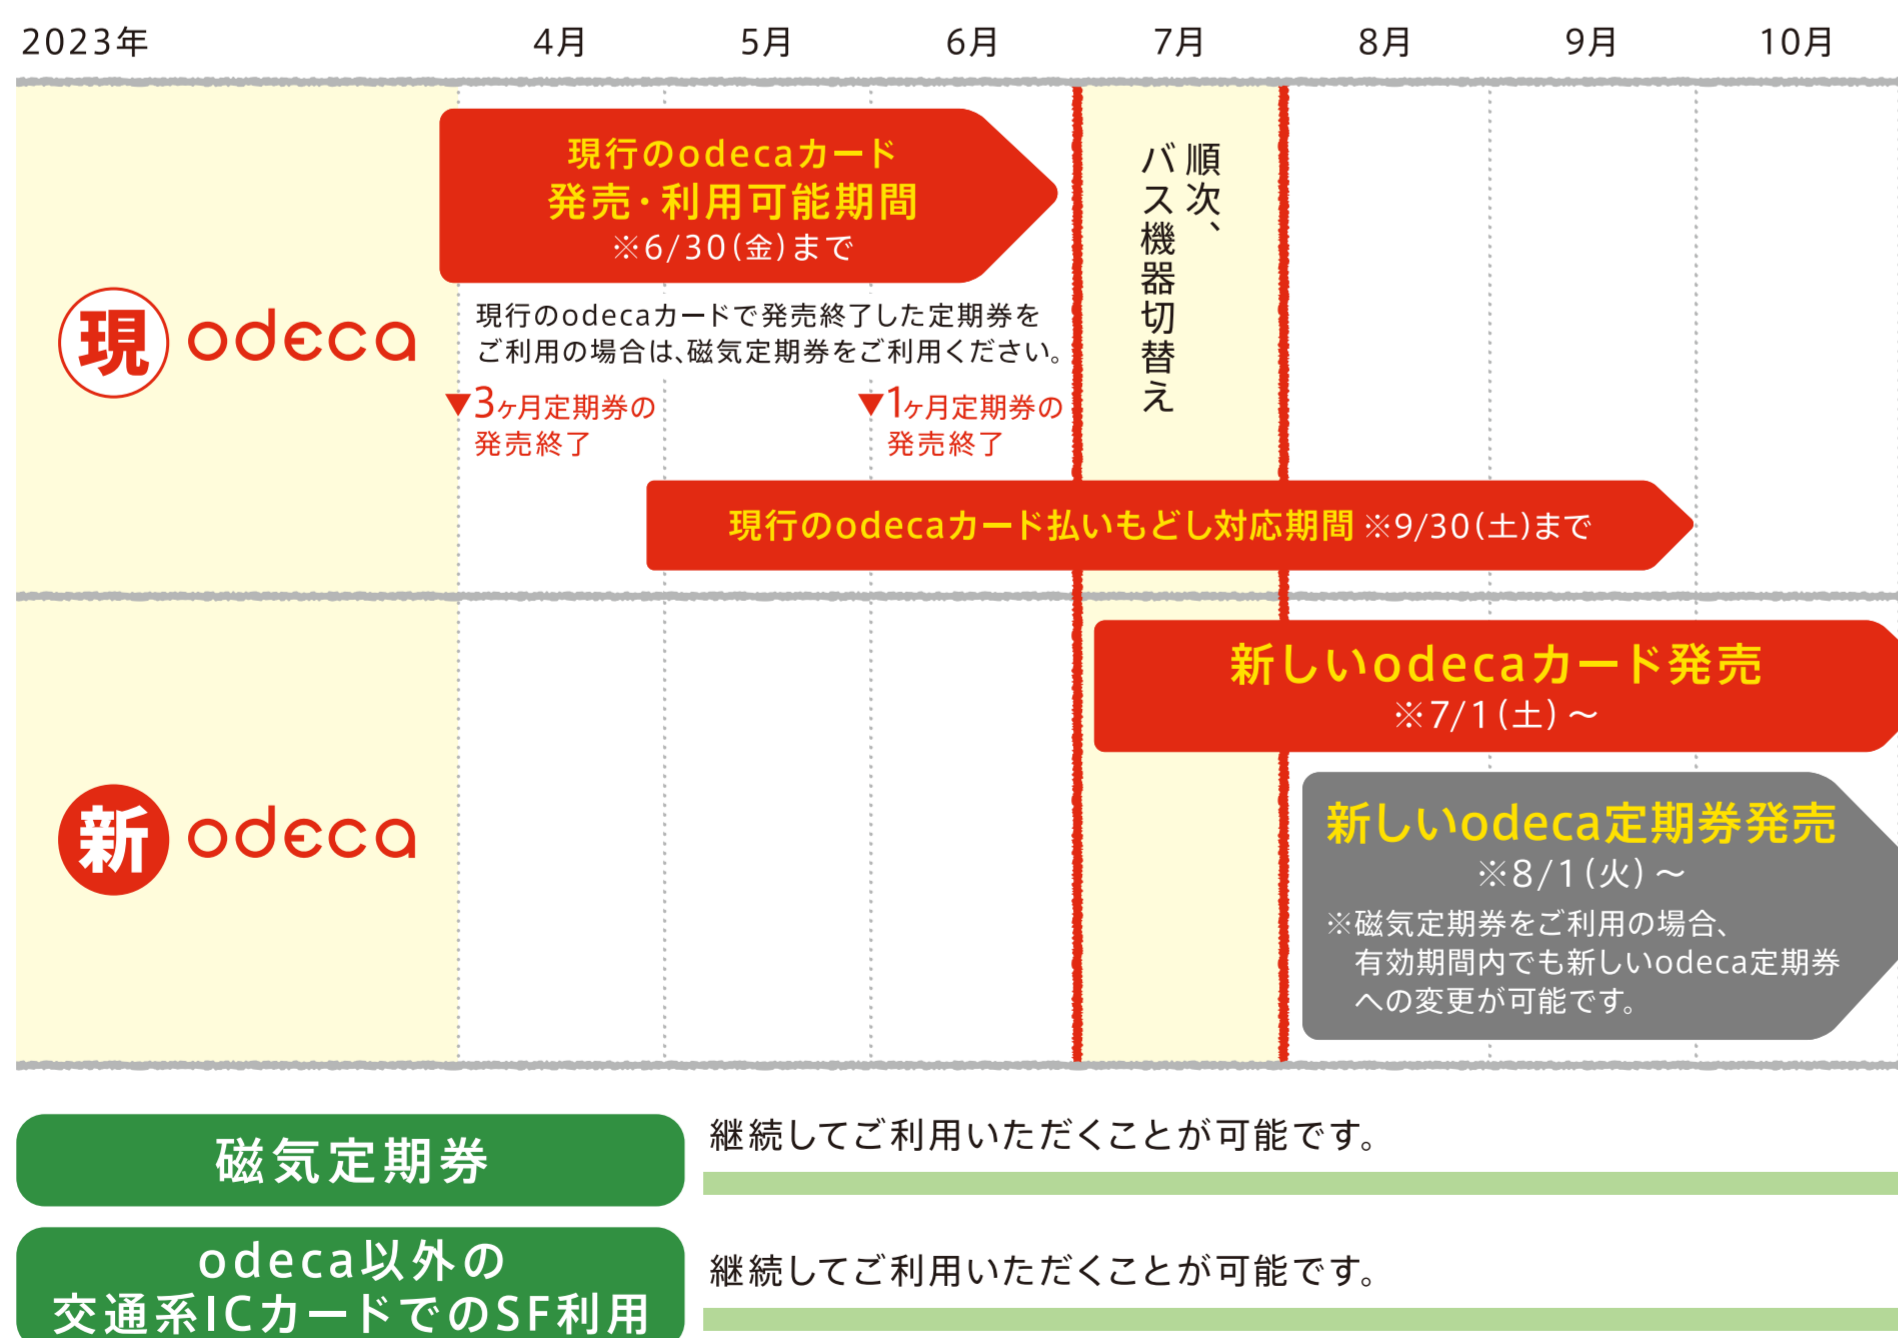 2023年 4月 5月 6月 7月 8月 9月 10月
現 odeca
現行のodecaカード
発売・利用可能期間
※6/30(金)まで
現行のodecaカードで発売終了した定期券を
ご利用の場合は、磁気定期券をご利用ください。
▼3ヶ月定期券の
発売終了
▼1ヶ月定期券の
発売終了
順次、
バス機器切替え
現行のodecaカード払いもどし対応期間 ※9/30(土)まで
新 odeca
新しいodecaカード発売
※7/1(土)～
新しいodeca定期券発売
※8/1(火)～
※磁気定期券をご利用の場合、
有効期間内でも新しいodeca定期券
への変更が可能です。
磁気定期券
継続してご利用いただくことが可能です。
odeca以外の
交通系ICカードでのSF利用
継続してご利用いただくことが可能です。